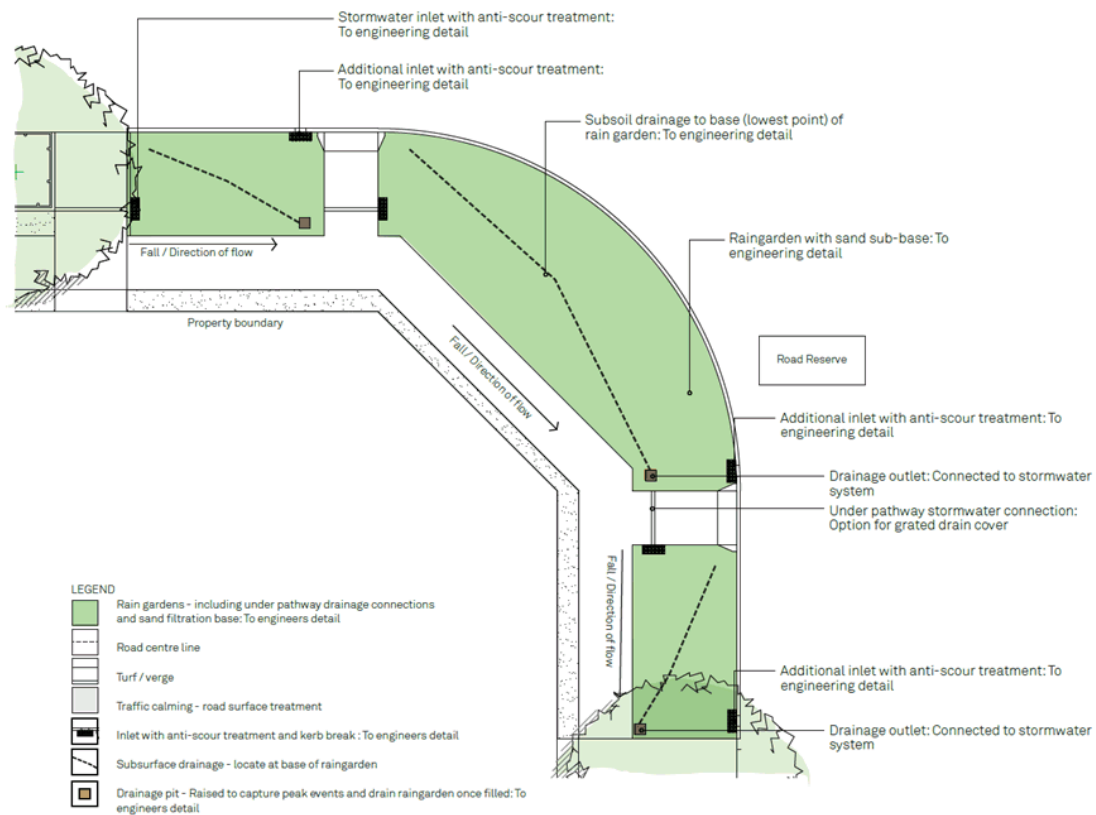 Stormwater inlet with anti-scour treatment:
To engineering detail
Additional inlet with anti-scour treatment:
To engineering detail
Subsoil drainage to base (lowest point) of
rain garden: To engineering detail
Raingarden with sand sub-base: To
engineering detail
Fall / Direction of flow
Property boundary
Fall / Direction of flow
Road Reserve
Additional inlet with anti-scour treatment: To
engineering detail
Drainage outlet: Connected to stormwater
system
Under pathway stormwater connection:
Option for grated drain cover
Fall / Direction of flow
Additional inlet with anti-scour treatment: To
engineering detail
Drainage outlet: Connected to stormwater
system
LEGEND
Rain gardens - including under pathway drainage connections
and sand filtration base: To engineers detail
Road centre line
Turf / verge
Traffic calming - road surface treatment
Inlet with anti-scour treatment and kerb break : To engineers detail
Subsurface drainage - locate at base of raingarden
Drainage pit - Raised to capture peak events and drain raingarden once filled: To
engineers detail